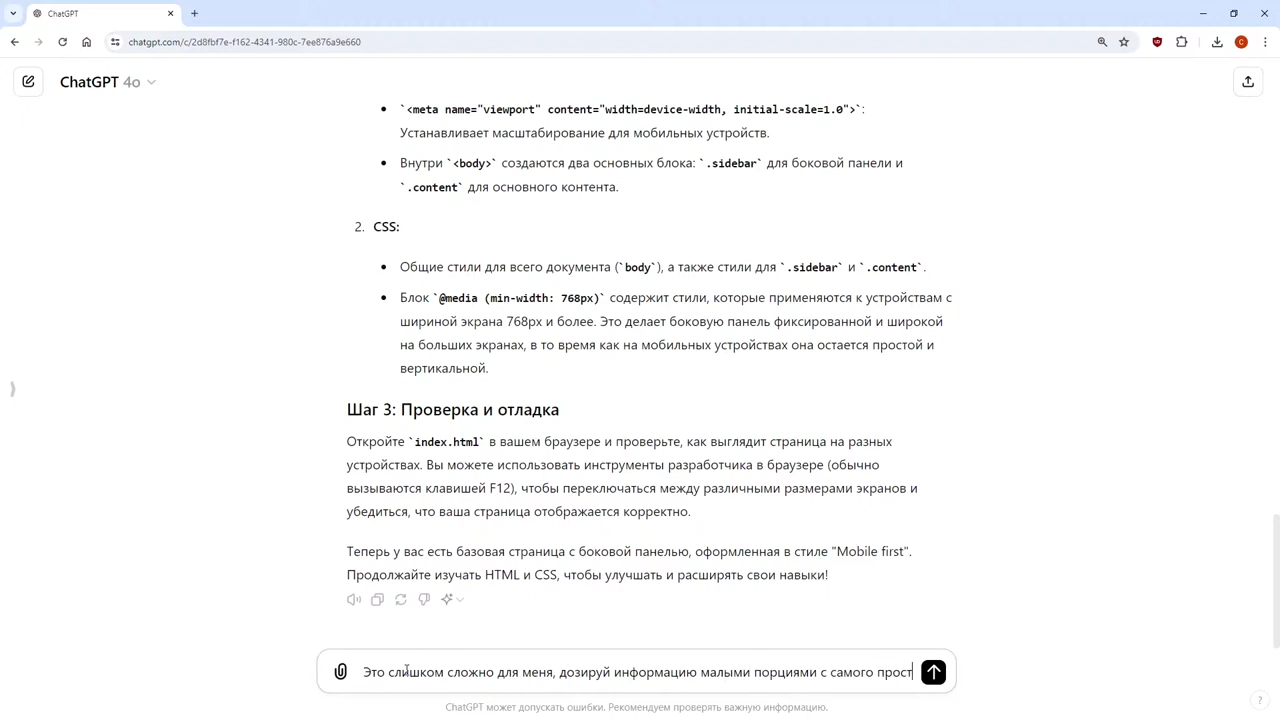 ChatGPT
chatgpt.com/c/2d8fbf7e-f162-4341-980c-7ee876a9e660
ChatGPT 4o
`<meta name="viewport" content="width=device-width, initial-scale=1.0">`:
Устанавливает масштабирование для мобильных устройств.
Внутри `<body>` создаются два основных блока: `.sidebar` для боковой панели и
`.content` для основного контента.
2. CSS:
Общие стили для всего документа (`body`), а также стили для `.sidebar` и `.content`.
Блок `@media (min-width: 768px)` содержит стили, которые применяются к устройствам с
шириной экрана 768px и более. Это делает боковую панель фиксированной и широкой
на больших экранах, в то время как на мобильных устройствах она остается простой и
вертикальной.
Шаг 3: Проверка и отладка
Откройте `index.html` в вашем браузере и проверьте, как выглядит страница на разных
устройствах. Вы можете использовать инструменты разработчика в браузере (обычно
вызываются клавишей F12), чтобы переключаться между различными размерами экранов и
убедиться, что ваша страница отображается корректно.
Теперь у вас есть базовая страница с боковой панелью, оформленная в стиле "Mobile first".
Продолжайте изучать HTML и CSS, чтобы улучшать и расширять свои навыки!
Это слишком сложно для меня, дозируй информацию малыми порциями с самого прост
ChatGPT может допускать ошибки. Рекомендуем проверять важную информацию.
?